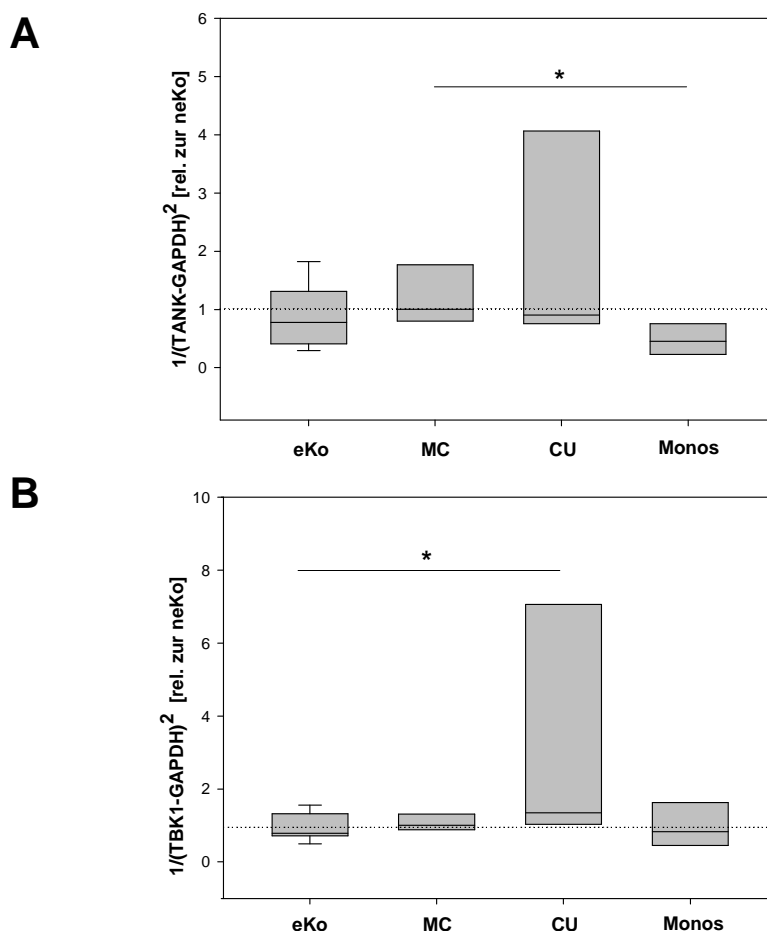 A
1/(TANK-GAPDH)² [rel. zur neKo]
6
5
4
3
2
1
0
*
eKo MC CU Monos
B
1/(TBK1-GAPDH)² [rel. zur neKo]
10
8
6
4
2
0
*
eKo MC CU Monos